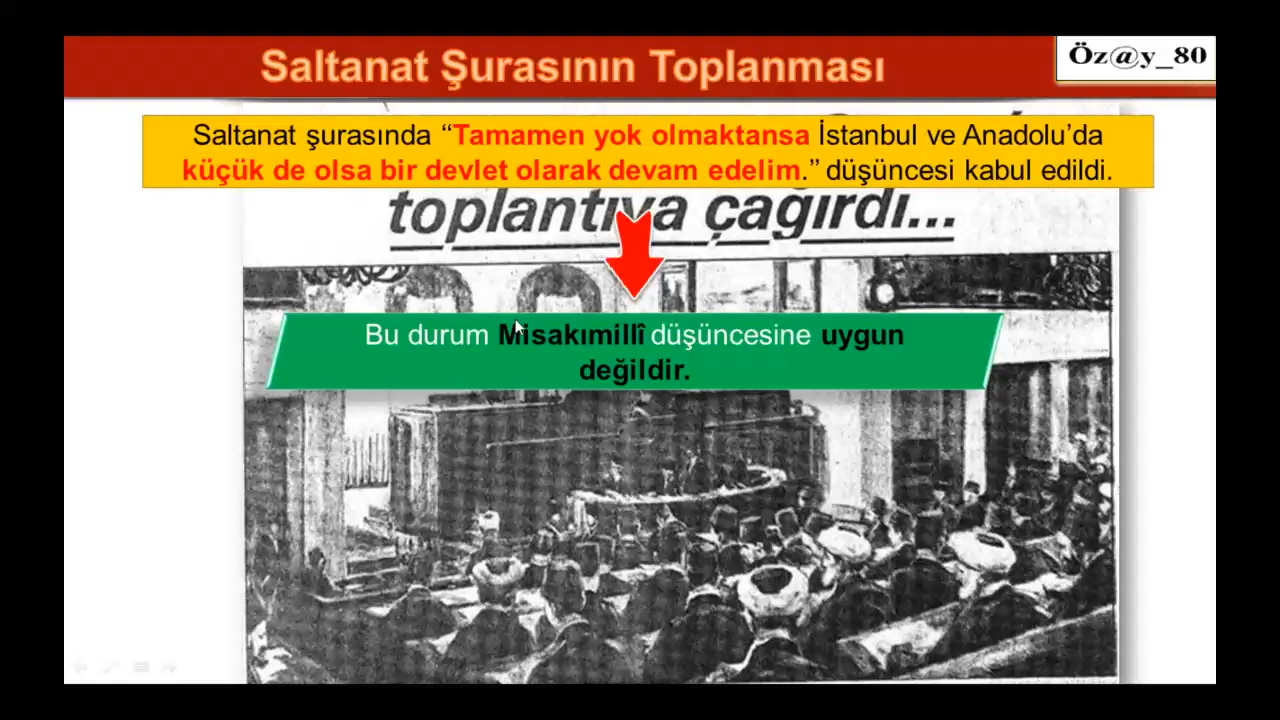 Saltanat Şurasının Toplanması
Öz@y_80
Saltanat şurasında “Tamamen yok olmaktansa İstanbul ve Anadolu’da
küçük de olsa bir devlet olarak devam edelim.” düşüncesi kabul edildi.
toplantıya çağırdı...
Bu durum Misakımillî düşüncesine uygun
değildir.